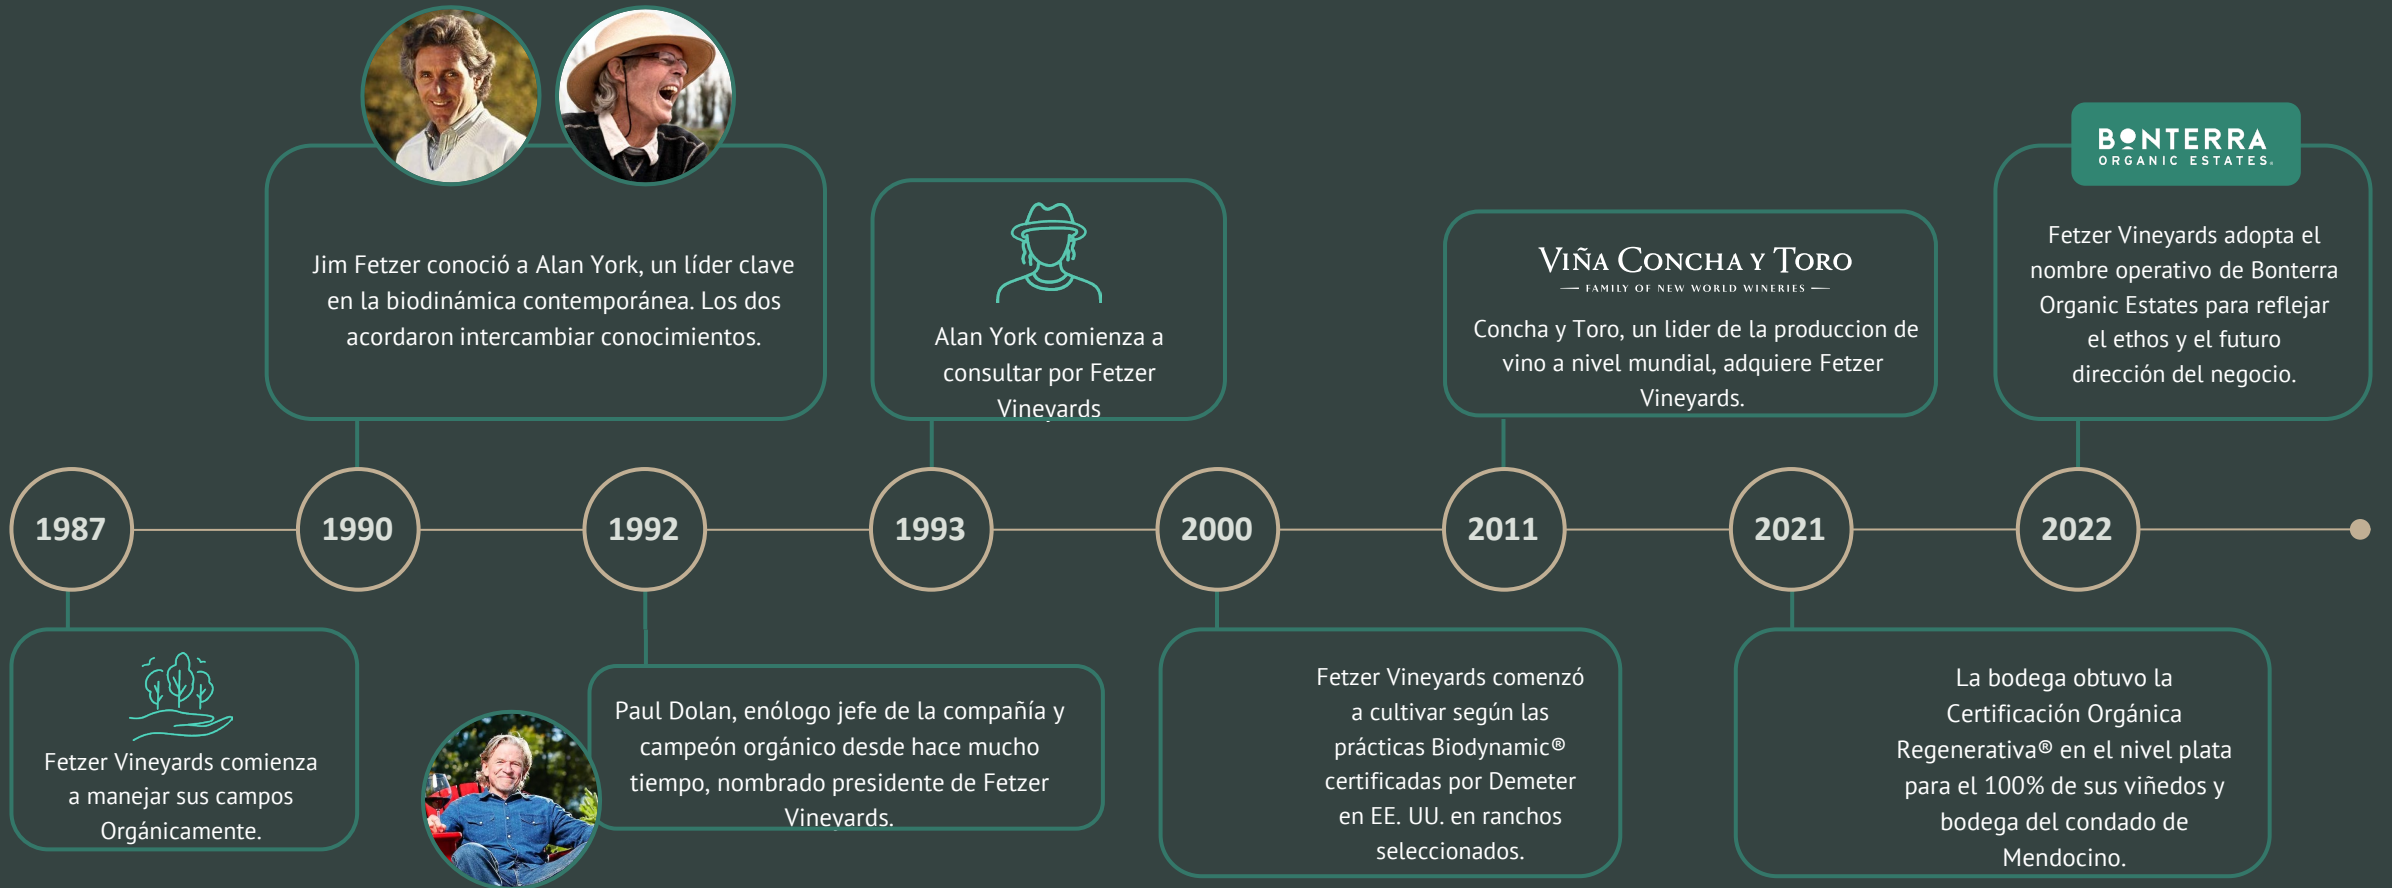 BONTERRA
ORGANIC ESTATES.
Jim Fetzer conoció a Alan York, un líder clave
en la biodinámica contemporánea. Los dos
acordaron intercambiar conocimientos.
Alan York comienza a
consultar por Fetzer
Vineyards
VIÑA CONCHA Y TORO
FAMILY OF NEW WORLD WINERIES
Concha y Toro, un lider de la produccion de
vino a nivel mundial, adquiere Fetzer
Vineyards.
Fetzer Vineyards adopta el
nombre operativo de Bonterra
Organic Estates para reflejar
el ethos y el futuro
dirección del negocio.
1987
1990
1992
1993
2000
2011
2021
2022
Fetzer Vineyards comienza
a manejar sus campos
Orgánicamente.
Paul Dolan, enólogo jefe de la compañía y
campeón orgánico desde hace mucho
tiempo, nombrado presidente de Fetzer
Vineyards.
Fetzer Vineyards comenzó
a cultivar según las
prácticas Biodynamic®
certificadas por Demeter
en EE. UU. en ranchos
seleccionados.
La bodega obtuvo la
Certificación Orgánica
Regenerativa® en el nivel plata
para el 100% de sus viñedos y
bodega del condado de
Mendocino.